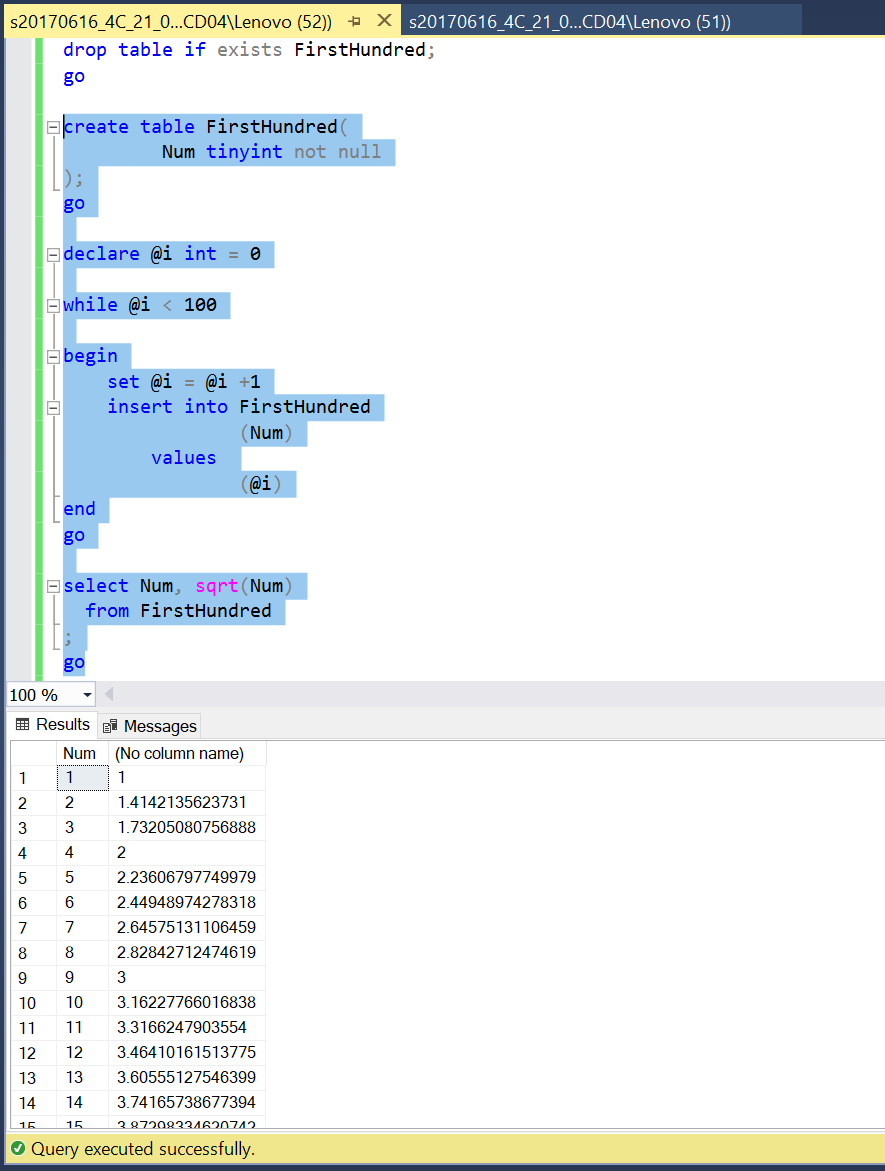 s20170616_4C_21_0...CD04\Lenovo (52)) s20170616_4C_21_0...CD04\Lenovo (51))
drop table if exists FirstHundred;
go
create table FirstHundred(
Num tinyint not null
);
go
declare @i int = 0
while @i < 100
begin
set @i = @i +1
insert into FirstHundred
(Num)
values
(@i)
end
go
select Num, sqrt(Num)
from FirstHundred
;
go
100 %
Results Messages
Num (No column name)
1 1 1
2 2 1.4142135623731
3 3 1.73205080756888
4 4 2
5 5 2.23606797749979
6 6 2.44948974278318
7 7 2.64575131106459
8 8 2.82842712474619
9 9 3
10 10 3.16227766016838
11 11 3.3166247903554
12 12 3.46410161513775
13 13 3.60555127546399
14 14 3.74165738677394
15 15 3.87298334620742
Query executed successfully.